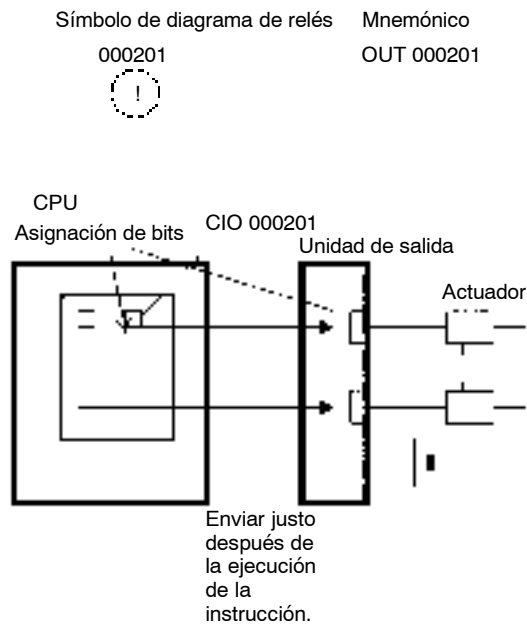 Símbolo de diagrama de relés Mnemónico
000201 OUT 000201
!
CPU
Asignación de bits CIO 000201
Unidad de salida
Actuador
Enviar justo
después de
la ejecución
de la
instrucción.